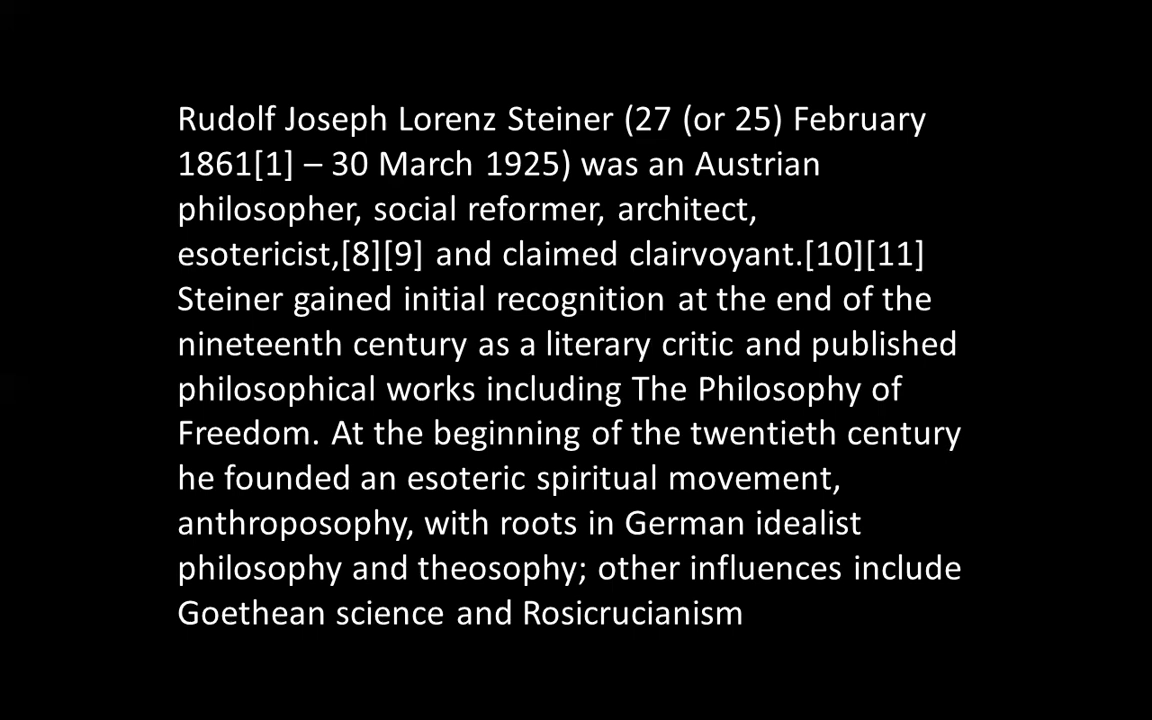 Rudolf Joseph Lorenz Steiner (27 (or 25) February
1861[1] – 30 March 1925) was an Austrian
philosopher, social reformer, architect,
esotericist,[8][9] and claimed clairvoyant.[10][11]
Steiner gained initial recognition at the end of the
nineteenth century as a literary critic and published
philosophical works including The Philosophy of
Freedom. At the beginning of the twentieth century
he founded an esoteric spiritual movement,
anthroposophy, with roots in German idealist
philosophy and theosophy; other influences include
Goethean science and Rosicrucianism